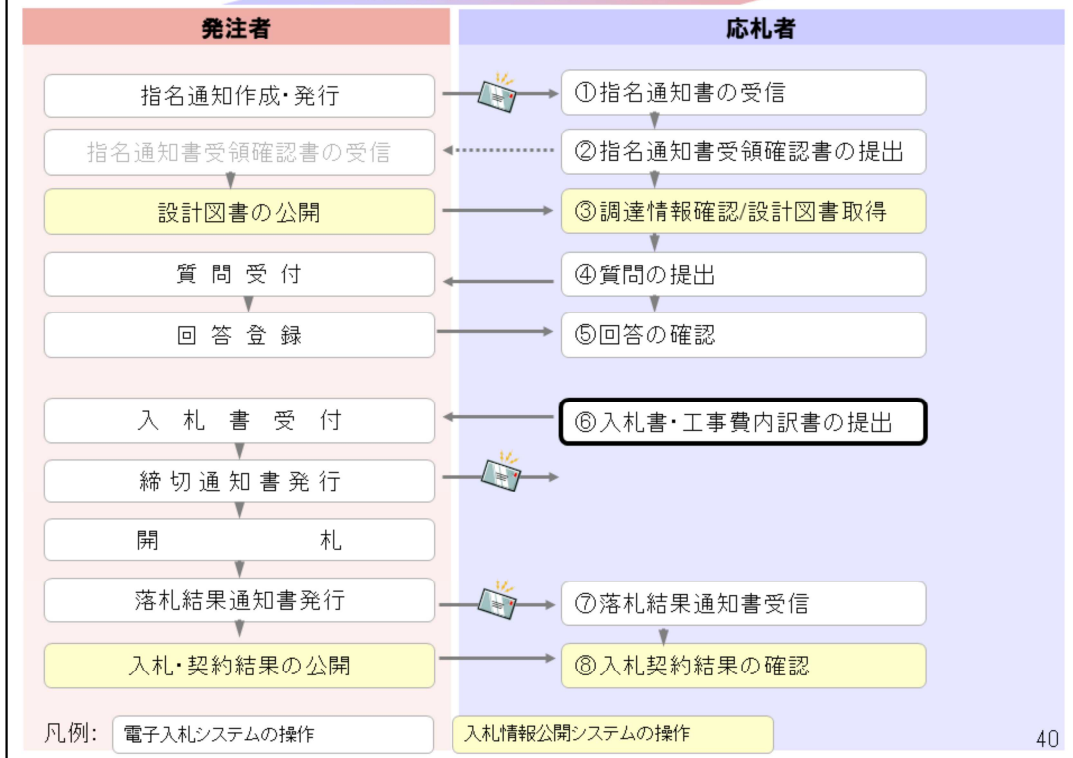 発注者
応札者
指名通知作成・発行
①指名通知書の受信
指名通知書受領確認書の受信
②指名通知書受領確認書の提出
設計図書の公開
③調達情報確認/設計図書取得
質問受付
④質問の提出
回答登録
⑤回答の確認
入札書受付
⑥入札書・工事費内訳書の提出
締切通知書発行
開札
落札結果通知書発行
⑦落札結果通知書受信
入札・契約結果の公開
⑧入札契約結果の確認
凡例: 電子入札システムの操作 入札情報公開システムの操作
40